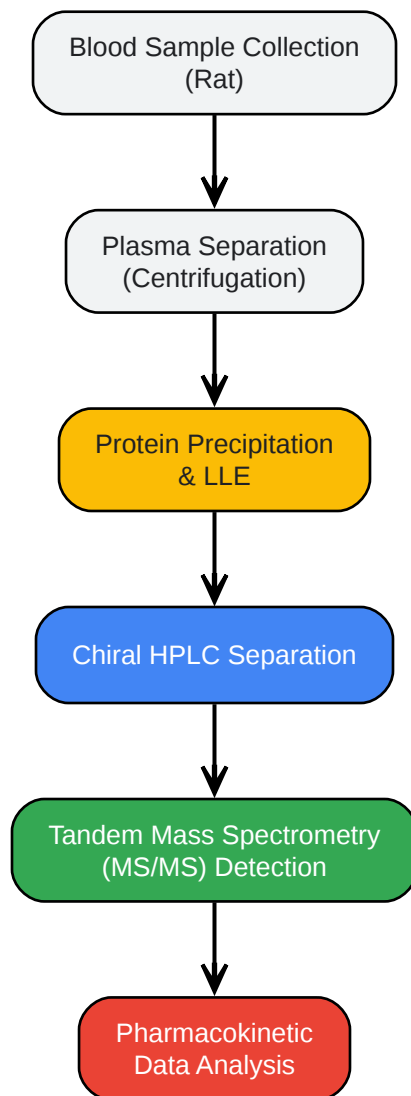 Blood Sample Collection
(Rat)
Plasma Separation
(Centrifugation)
Protein Precipitation
& LLE
Chiral HPLC Separation
Tandem Mass Spectrometry
(MS/MS) Detection
Pharmacokinetic
Data Analysis